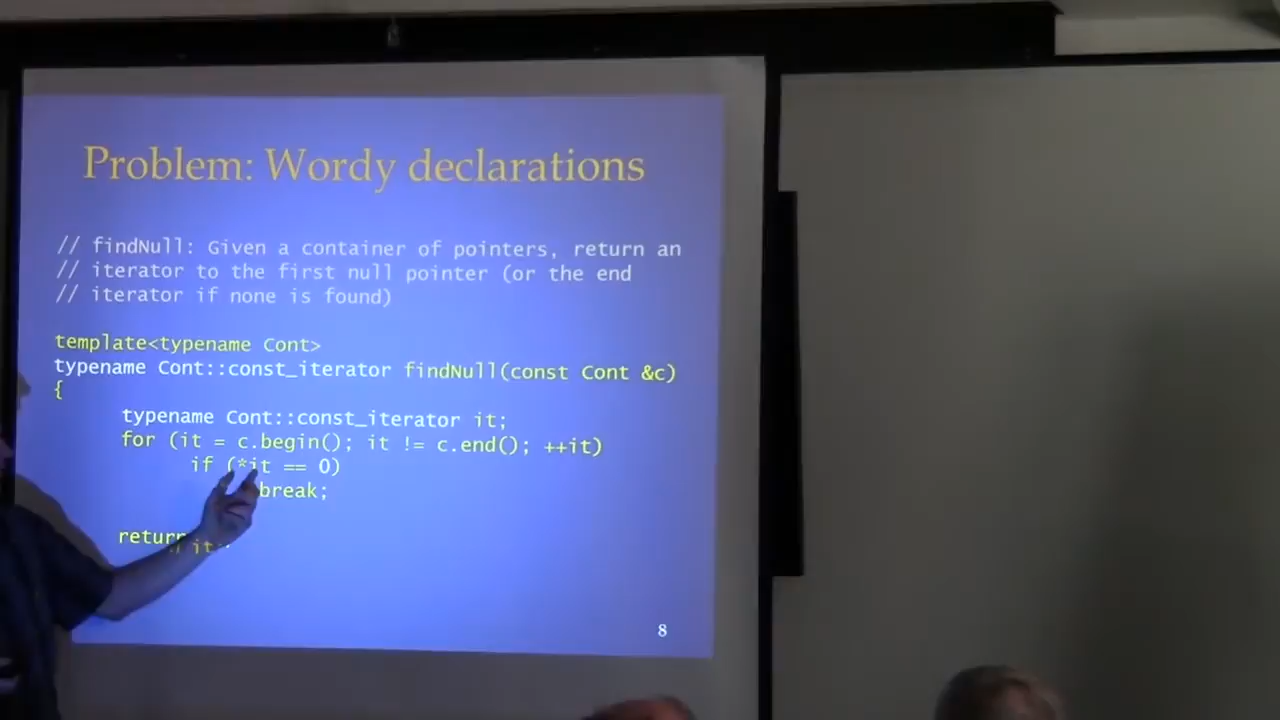 Problem: Wordy declarations
// findNull: Given a container of pointers, return an
// iterator to the first null pointer (or the end
// iterator if none is found)
template<typename Cont>
typename Cont::const_iterator findNull(const Cont &c)
{
typename Cont::const_iterator it;
for (it = c.begin(); it != c.end(); ++it)
if (*it == 0)
break;
return it;
8